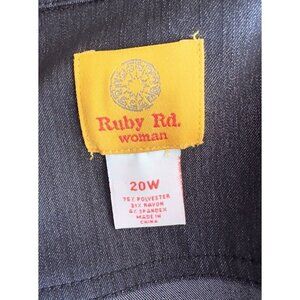 Ruby Rd.
woman
20W
75% POLYESTER
21% RAYON
4% SPANDEX
MADE IN
CHINA